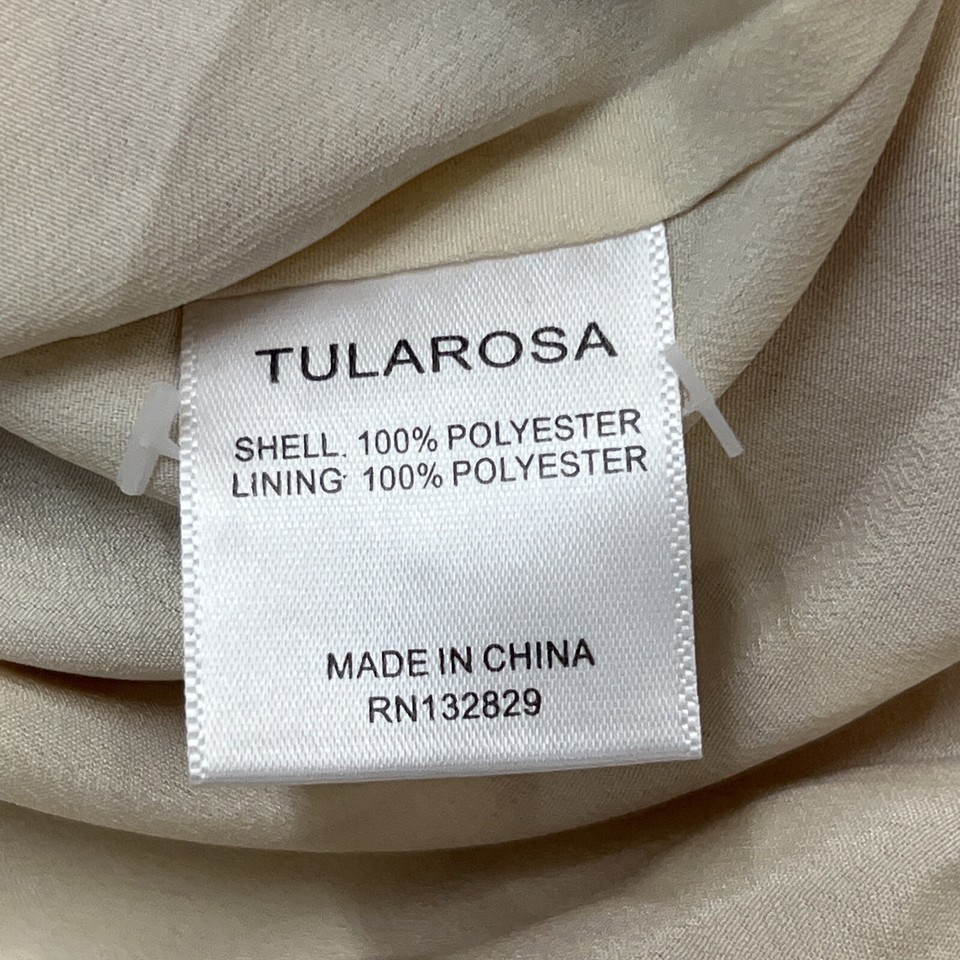 TULAROSA
SHELL. 100% POLYESTER
LINING· 100% POLYESTER
MADE IN CHINA
RN132829